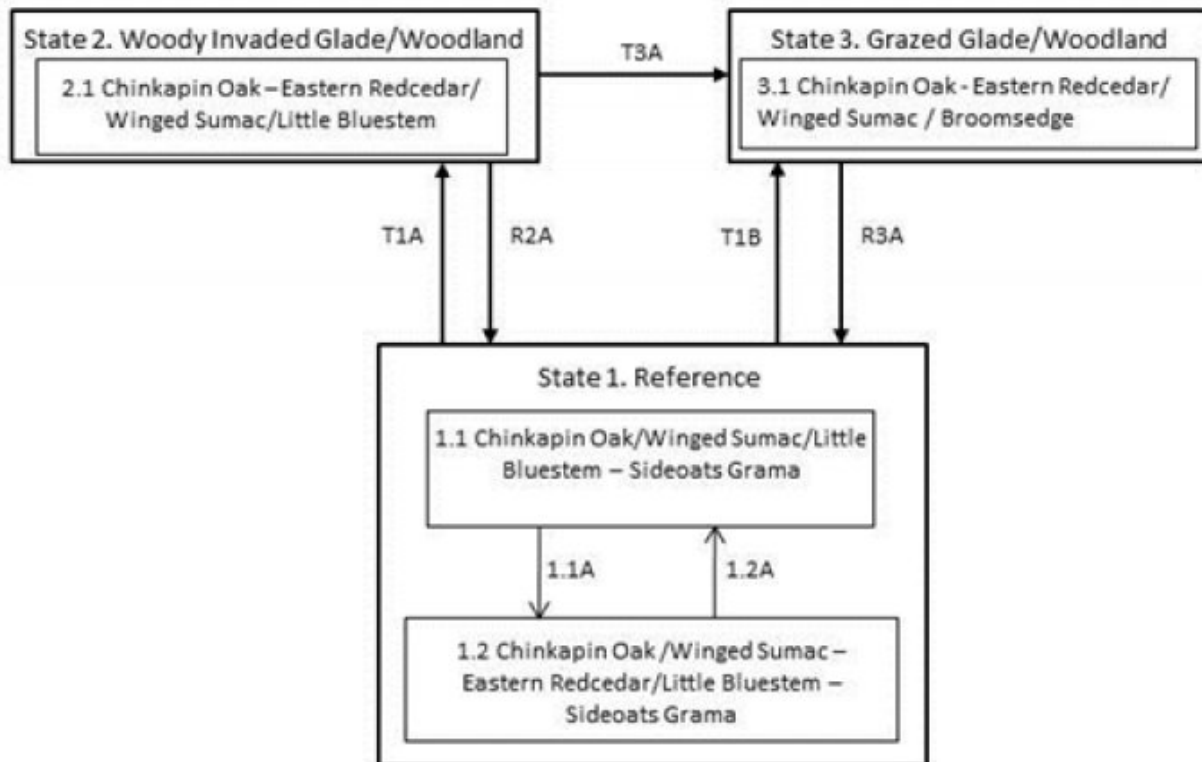 State 2. Woody Invaded Glade/Woodland
2.1 Chinkapin Oak – Eastern Redcedar/
Winged Sumac/Little Bluestem
T3A
State 3. Grazed Glade/Woodland
3.1 Chinkapin Oak - Eastern Redcedar/
Winged Sumac / Broomsedge
T1A
R2A
T1B
R3A
State 1. Reference
1.1 Chinkapin Oak/Winged Sumac/Little
Bluestem – Sideoats Grama
1.1A
1.2A
1.2 Chinkapin Oak /Winged Sumac –
Eastern Redcedar/Little Bluestem –
Sideoats Grama